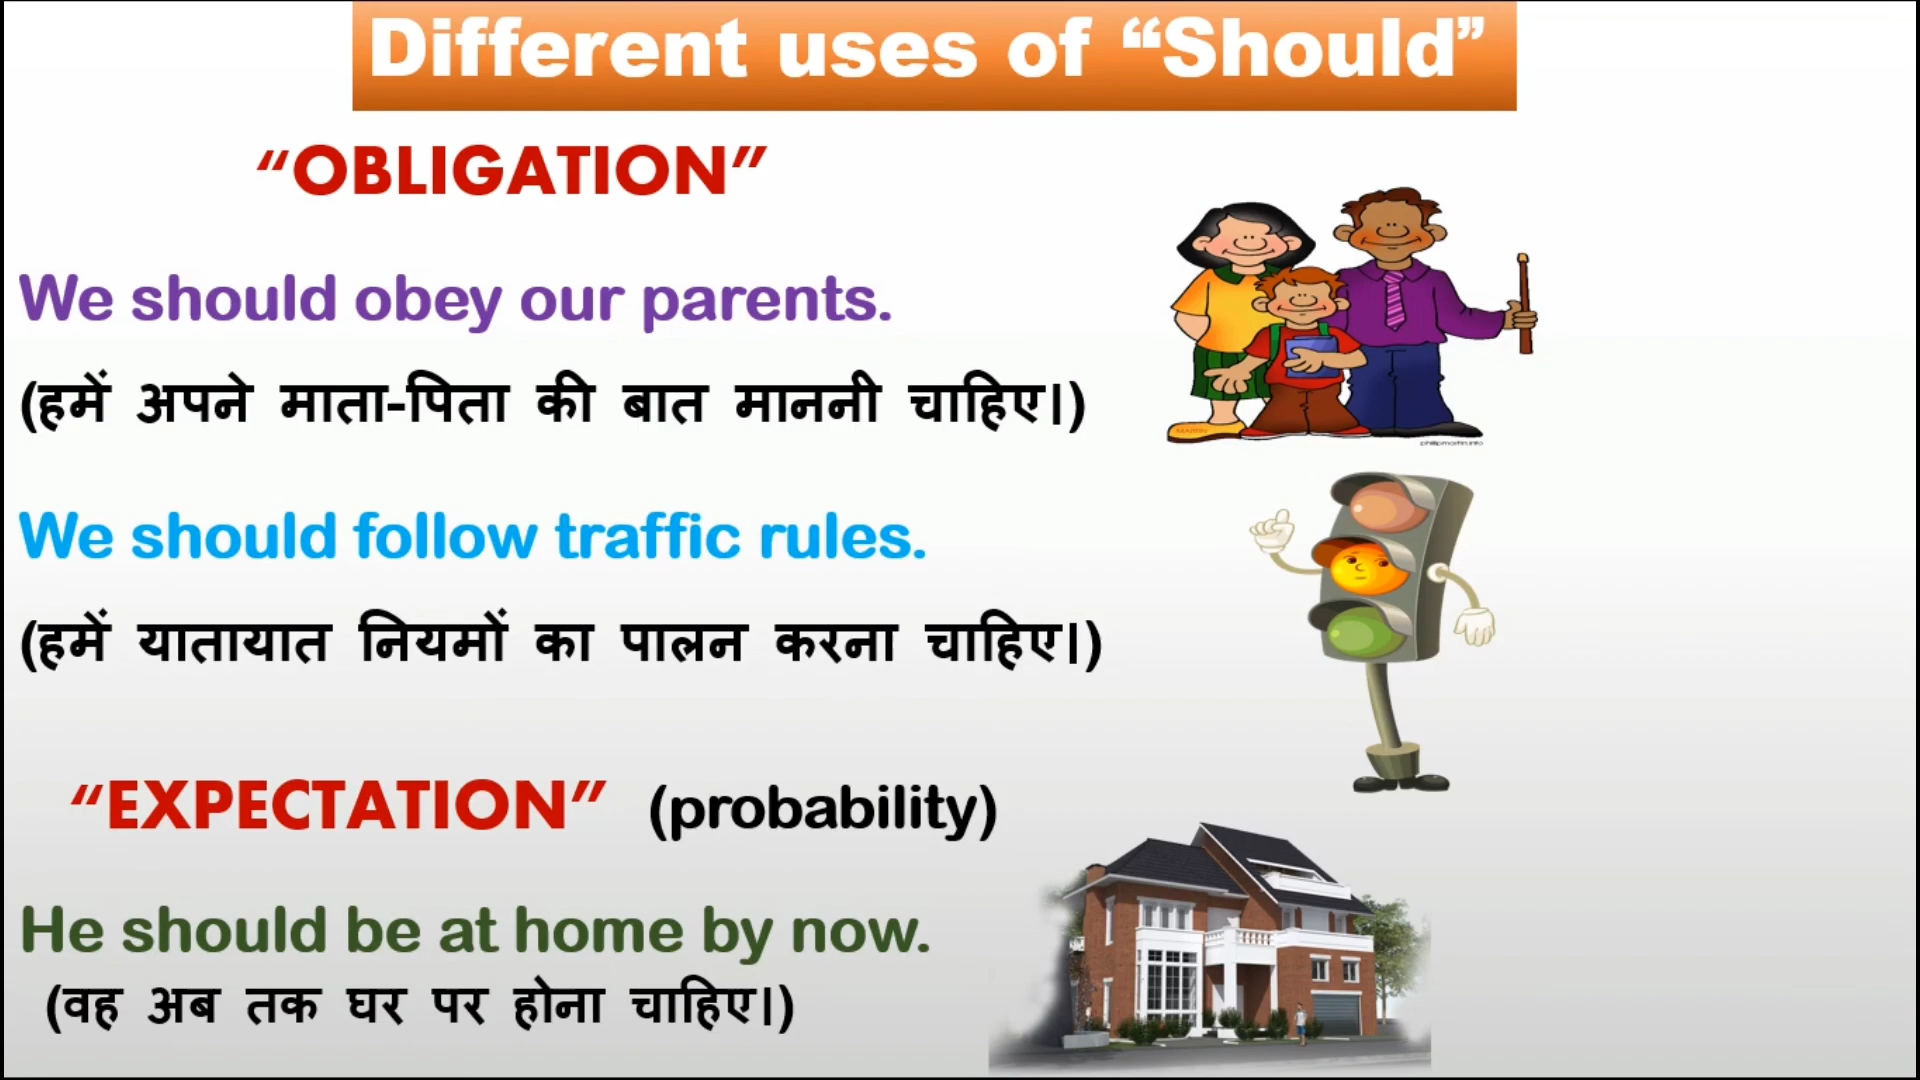 Different uses of “Should”
“OBLIGATION”
We should obey our parents.
(हमें अपने माता-पिता की बात माननी चाहिए।)
We should follow traffic rules.
(हमें यातायात नियमों का पालन करना चाहिए।)
“EXPECTATION” (probability)
He should be at home by now.
(वह अब तक घर पर होना चाहिए।)